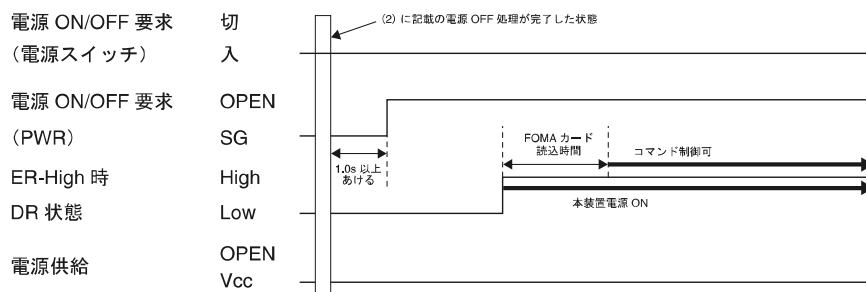 電源 ON/OFF 要求 切
(2) に記載の電源 OFF 処理が完了した状態
（電源スイッチ） 入
電源 ON/OFF 要求 OPEN
（PWR） SG
FOMA カード
読込時間
コマンド制御可
1.0s 以上
あける
ER-High 時 High
本装置電源 ON
DR 状態 Low
電源供給 OPEN
Vcc